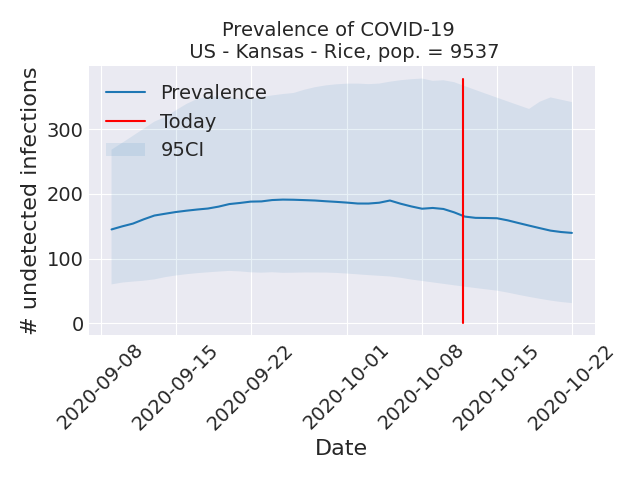 Prevalence of COVID-19
US - Kansas - Rice, pop. = 9537
# undetected infections
300
200
100
0
Prevalence
Today
95CI
2020-09-08
2020-09-15
2020-09-22
2020-10-01
2020-10-08
2020-10-15
2020-10-22
Date